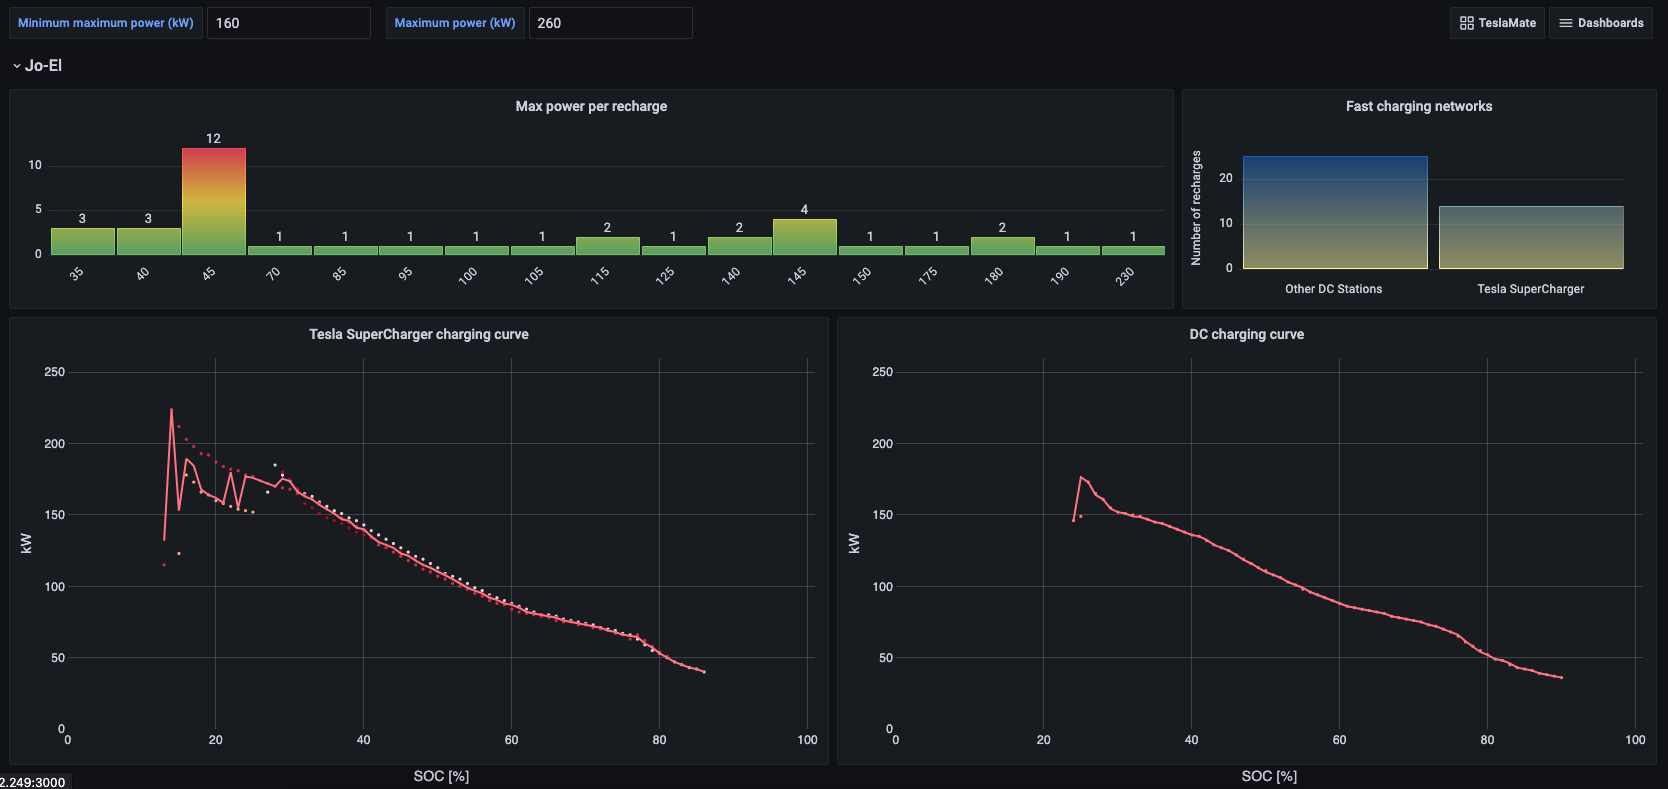 Minimum maximum power (kW) 160 Maximum power (kW) 260 TeslaMate Dashboards
Jo-El
Max power per recharge
12
10
5
0
3 3 1 1 1 1 1 2 1 2 4 1 1 2 1 1
35 40 45 70 85 95 100 105 115 125 140 145 150 175 180 190 230
Fast charging networks
Number of recharges
20
10
0
Other DC Stations Tesla SuperCharger
Tesla SuperCharger charging curve
kW
250
200
150
100
50
0
0 20 40 60 80 100
SOC [%]
DC charging curve
kW
250
200
150
100
50
0
0 20 40 60 80 100
SOC [%]
2.249:3000